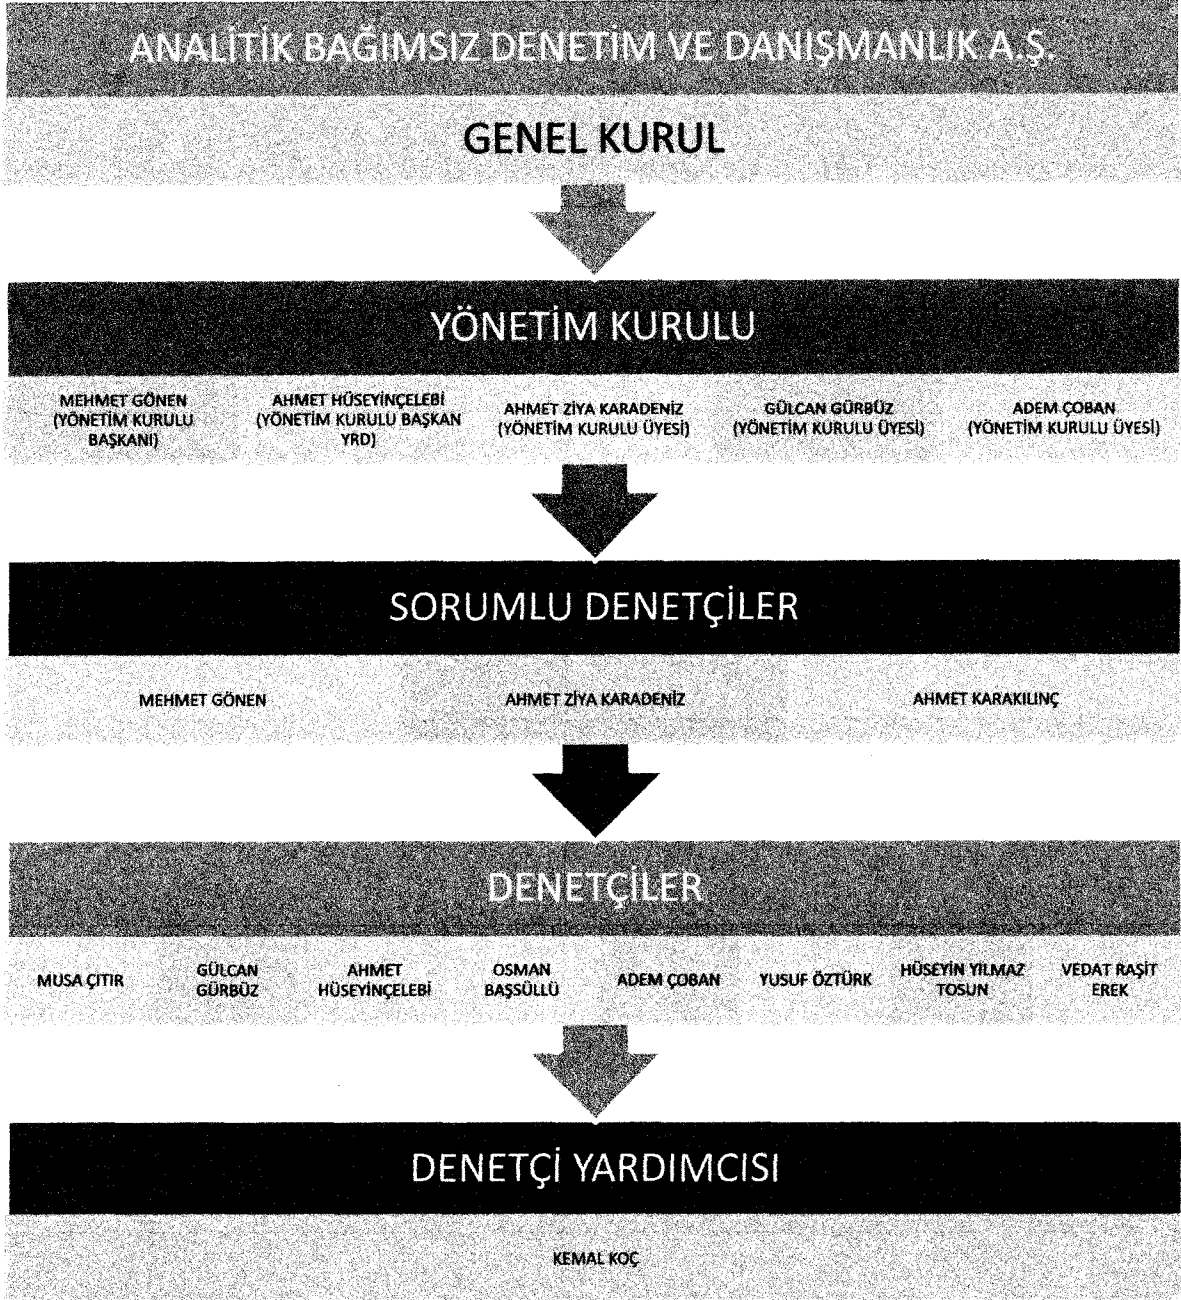 ANALİTİK BAĞIMSIZ DENETİM VE DANIŞMANLIK A.Ş.
GENEL KURUL
YÖNETİM KURULU
MEHMET GÖNEN
(YÖNETİM KURULU
BAŞKANI)
AHMET HÜSEYİNÇELEBİ
(YÖNETİM KURULU BAŞKAN
YRD)
AHMET ZİYA KARADENİZ
(YÖNETİM KURULU ÜYESİ)
GÜLCAN GÜRBÜZ
(YÖNETİM KURULU ÜYESİ)
ADEM ÇOBAN
(YÖNETİM KURULU ÜYESİ)
SORUMLU DENETÇİLER
MEHMET GÖNEN
AHMET ZİYA KARADENİZ
AHMET KARAKILINÇ
DENETÇİLER
MUSA ÇITIR
GÜLCAN
GÜRBÜZ
AHMET
HÜSEYİNÇELEBİ
OSMAN
BAŞSÜLLÜ
ADEM ÇOBAN
YUSUF ÖZTÜRK
HÜSEYİN YILMAZ
TOSUN
VEDAT RAŞİT
EREK
DENETÇİ YARDIMCISI
KEMAL KOÇ